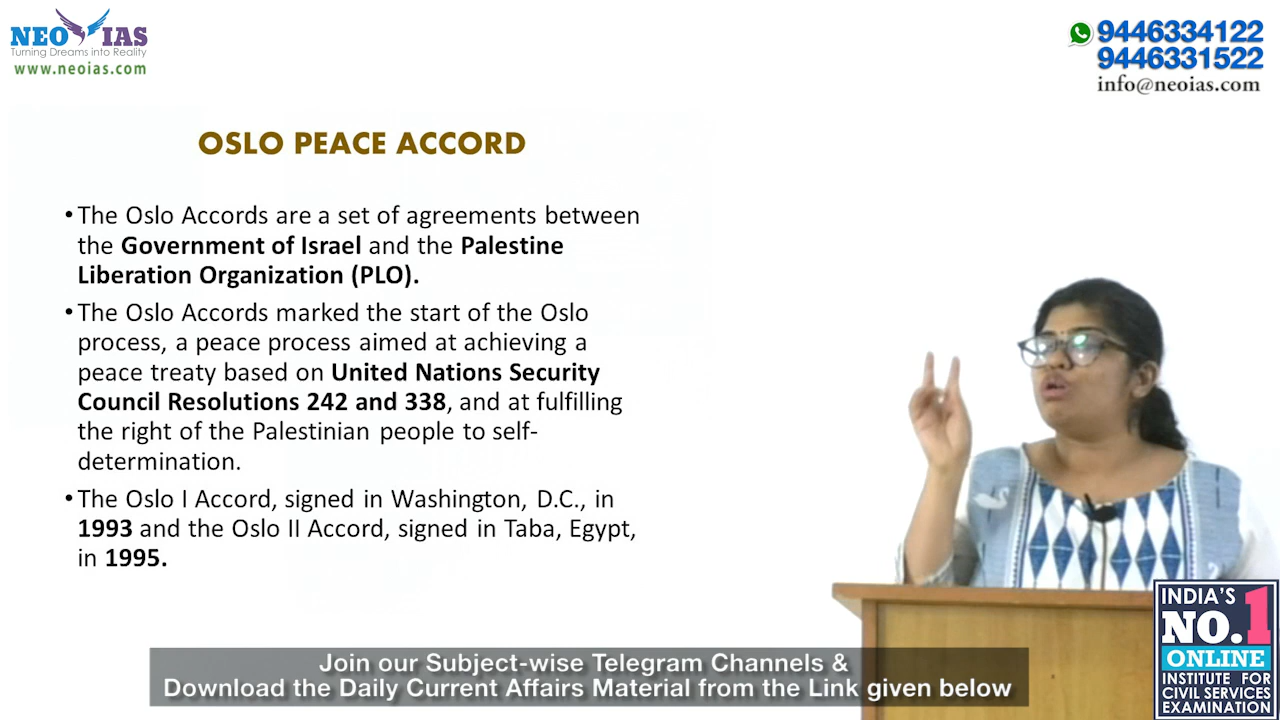 NEO IAS
Turning Dreams into Reality
www.neoias.com
9446334122
9446331522
info@neoias.com
OSLO PEACE ACCORD
• The Oslo Accords are a set of agreements between
the Government of Israel and the Palestine
Liberation Organization (PLO).
• The Oslo Accords marked the start of the Oslo
process, a peace process aimed at achieving a
peace treaty based on United Nations Security
Council Resolutions 242 and 338, and at fulfilling
the right of the Palestinian people to self-
determination.
• The Oslo I Accord, signed in Washington, D.C., in
1993 and the Oslo II Accord, signed in Taba, Egypt,
in 1995.
INDIA'S
NO.1
ONLINE
INSTITUTE FOR
CIVIL SERVICES
EXAMINATION
Join our Subject-wise Telegram Channels &
Download the Daily Current Affairs Material from the Link given below